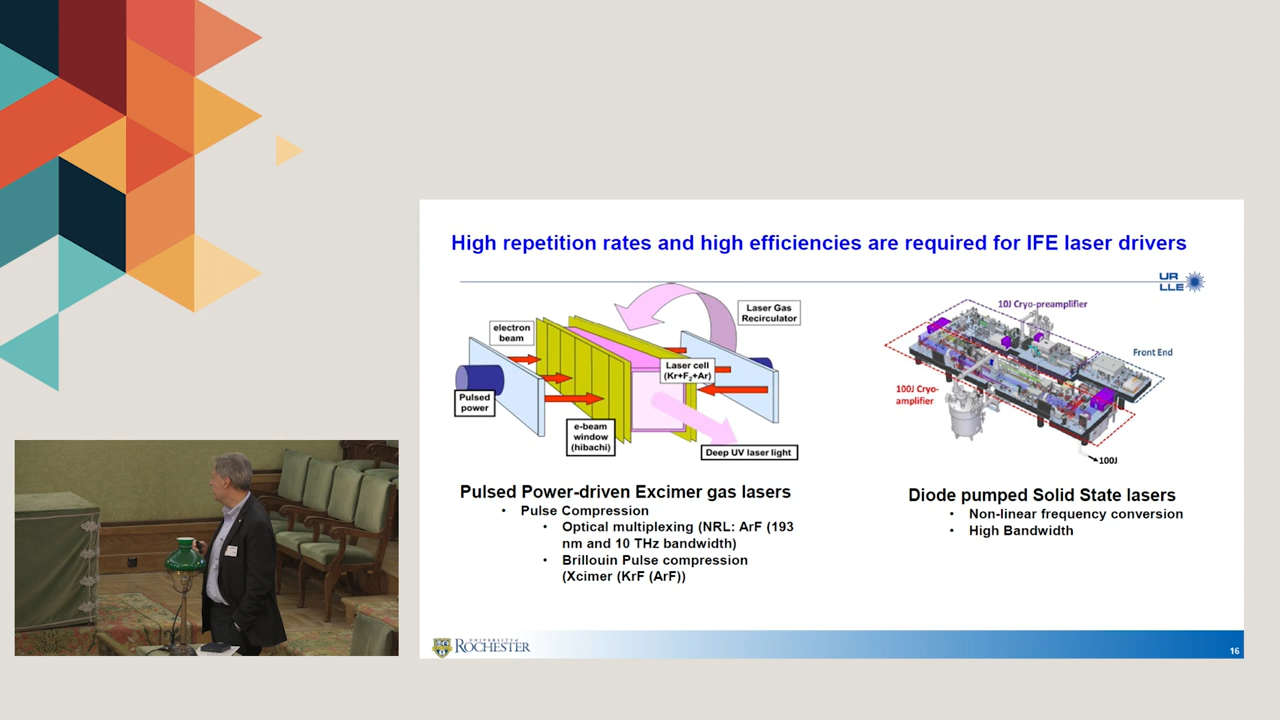 High repetition rates and high efficiencies are required for IFE laser drivers
UR
LLE
electron
beam
Laser Gas
Recirculator
Laser cell
(Kr+F2+Ar)
Pulsed
power
e-beam
window
(hibachi)
Deep UV laser light
10J Cryo-preamplifier
Front End
100J Cryo-
amplifier
100J
Pulsed Power-driven Excimer gas lasers
• Pulse Compression
• Optical multiplexing (NRL: ArF (193
nm and 10 THz bandwidth)
• Brillouin Pulse compression
(Xcimer (KrF (ArF))
Diode pumped Solid State lasers
• Non-linear frequency conversion
• High Bandwidth
UNIVERSITY of
ROCHESTER
16